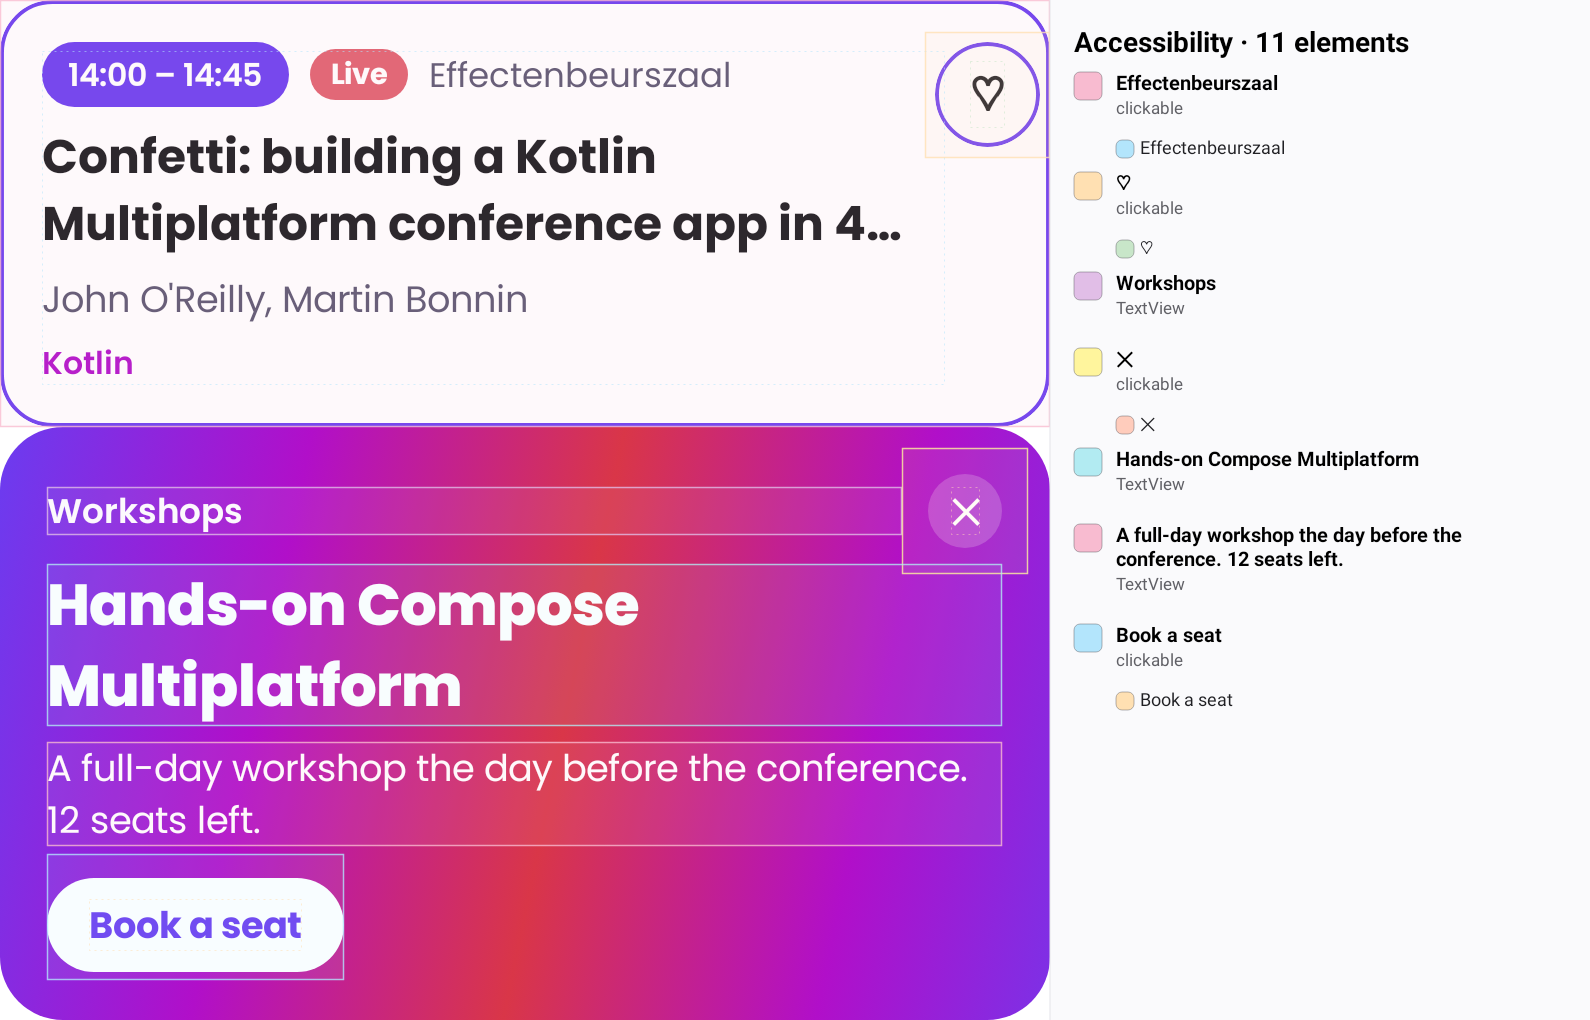 14:00 – 14:45 Live Effectenbeurszaal ♡
Confetti: building a Kotlin
Multiplatform conference app in 4...
John O'Reilly, Martin Bonnin
Kotlin
Workshops ×
Hands-on Compose
Multiplatform
A full-day workshop the day before the conference.
12 seats left.
Book a seat
Accessibility · 11 elements
Effectenbeurszaal
clickable
Effectenbeurszaal
♡
clickable
♡
Workshops
TextView
×
clickable
×
Hands-on Compose Multiplatform
TextView
A full-day workshop the day before the
conference. 12 seats left.
TextView
Book a seat
clickable
Book a seat